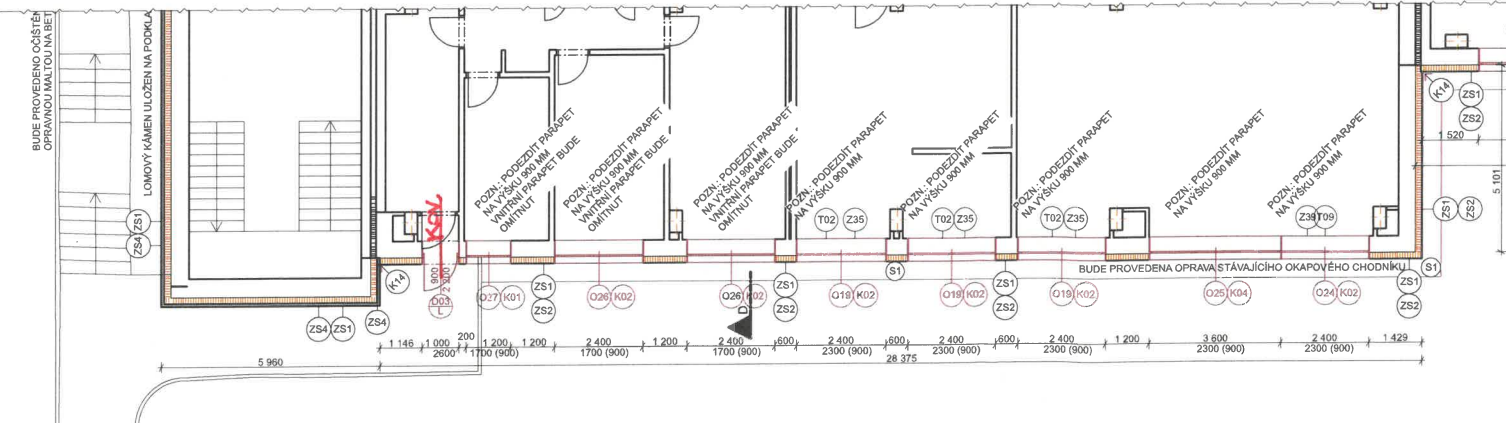 BUDE PROVEDENO OČIŠTĚN
OPRAVNOU MALTOU NA BET
LOMOVÝ KÁMEN ULOŽEN NA PODKLA
POZN.: PODEZDÍT PARAPET
NA VÝŠKU 900 MM
VNITŘNÍ PARAPET BUDE
OMÍTNUT
POZN.: PODEZDÍT PARAPET
NA VÝŠKU 900 MM
VNITŘNÍ PARAPET BUDE
OMÍTNUT
POZN.: PODEZDÍT PARAPET
NA VÝŠKU 900 MM
VNITŘNÍ PARAPET BUDE
OMÍTNUT
POZN.: PODEZDÍT PARAPET
NA VÝŠKU 900 MM
POZN.: PODEZDÍT PARAPET
NA VÝŠKU 900 MM
POZN.: PODEZDÍT PARAPET
NA VÝŠKU 900 MM
POZN.: PODEZDÍT PARAPET
NA VÝŠKU 900 MM
POZN.: PODEZDÍT PARAPET
NA VÝŠKU 900 MM
K14
ZS1
ZS2
1 520
5 101
ZS1
ZS4
T02 Z35
T02 Z35
T02 Z35
Z39 T09
ZS1 ZS2
K14
900
2 200
D03
L
S1
BUDE PROVEDENA OPRAVA STÁVAJÍCÍHO OKAPOVÉHO CHODNÍKU
S1
O27 K01
ZS1
ZS2
O26 K02
O26 K02
ZS1
ZS2
O19 K02
O19 K02
ZS1
ZS2
O19 K02
O25 K04
O24 K02
ZS1
ZS2
ZS4 ZS1
ZS4
D
1 146 1 000 200 1 200 1 200 2 400 1 200 2 400 600 2 400 600 2 400 600 2 400 1 200 3 600 2 400 1 429
2600 1700 (900) 1700 (900) 1700 (900) 2300 (900) 2300 (900) 2300 (900) 2300 (900) 2300 (900)
5 960
28 375